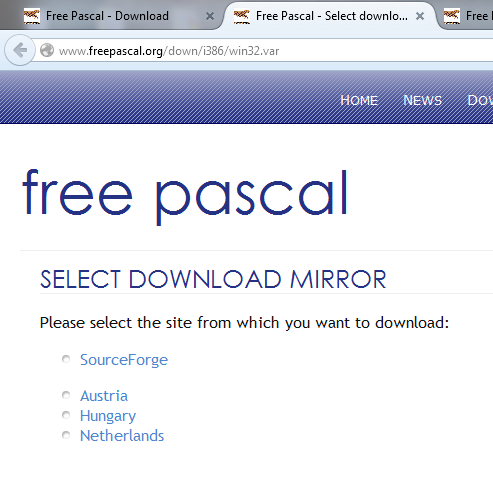 Free Pascal - Download
Free Pascal - Select downlo...
Free
www.freepascal.org/down/i386/win32.var
HOME NEWS
free pascal
SELECT DOWNLOAD MIRROR
Please select the site from which you want to download:
SourceForge
Austria
Hungary
Netherlands